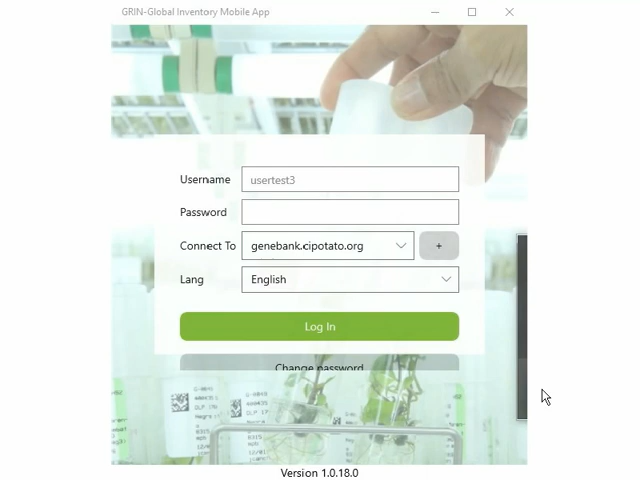 GRIN-Global Inventory Mobile App
Username usertest3
Password
Connect To genebank.cipotato.org +
Lang English
Log In
Change password
Version 1.0.18.0